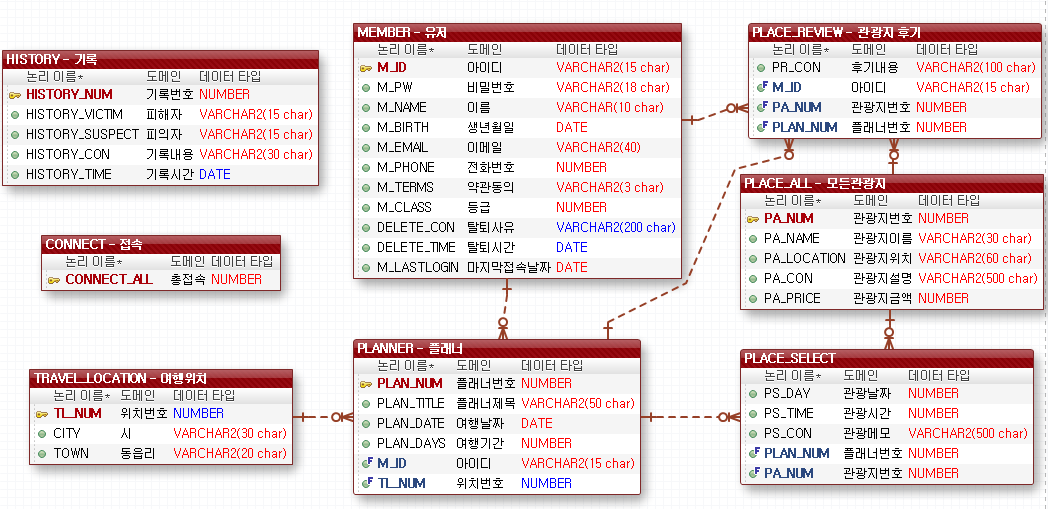 HISTORY - 기록
논리 이름* 도메인 데이터 타입
HISTORY_NUM 기록번호 NUMBER
HISTORY_VICTIM 피해자 VARCHAR2(15 char)
HISTORY_SUSPECT 피의자 VARCHAR2(15 char)
HISTORY_CON 기록내용 VARCHAR2(30 char)
HISTORY_TIME 기록시간 DATE
CONNECT - 접속
논리 이름* 도메인 데이터 타입
CONNECT_ALL 총접속 NUMBER
TRAVEL_LOCATION - 여행위치
논리 이름* 도메인 데이터 타입
TL_NUM 위치번호 NUMBER
CITY 시 VARCHAR2(30 char)
TOWN 동읍리 VARCHAR2(20 char)
MEMBER - 유저
논리 이름* 도메인 데이터 타입
M_ID 아이디 VARCHAR2(15 char)
M_PW 비밀번호 VARCHAR2(18 char)
M_NAME 이름 VARCHAR(10 char)
M_BIRTH 생년월일 DATE
M_EMAIL 이메일 VARCHAR2(40)
M_PHONE 전화번호 NUMBER
M_TERMS 약관동의 VARCHAR2(3 char)
M_CLASS 등급 NUMBER
DELETE_CON 탈퇴사유 VARCHAR2(200 char)
DELETE_TIME 탈퇴시간 DATE
M_LASTLOGIN 마지막접속날짜 DATE
PLANNER - 플래너
논리 이름* 도메인 데이터 타입
PLAN_NUM 플래너번호 NUMBER
PLAN_TITLE 플래너제목 VARCHAR2(50 char)
PLAN_DATE 여행날짜 DATE
PLAN_DAYS 여행기간 NUMBER
M_ID 아이디 VARCHAR2(15 char)
TL_NUM 위치번호 NUMBER
PLACE_REVIEW - 관광지 후기
논리 이름* 도메인 데이터 타입
PR_CON 후기내용 VARCHAR2(100 char)
M_ID 아이디 VARCHAR2(15 char)
PA_NUM 관광지번호 NUMBER
PLAN_NUM 플래너번호 NUMBER
PLACE_ALL - 모든관광지
논리 이름* 도메인 데이터 타입
PA_NUM 관광지번호 NUMBER
PA_NAME 관광지이름 VARCHAR2(30 char)
PA_LOCATION 관광지위치 VARCHAR2(60 char)
PA_CON 관광지설명 VARCHAR2(500 char)
PA_PRICE 관광지금액 NUMBER
PLACE_SELECT
논리 이름* 도메인 데이터 타입
PS_DAY 관광날짜 NUMBER
PS_TIME 관광시간 NUMBER
PS_CON 관광메모 VARCHAR2(500 char)
PLAN_NUM 플래너번호 NUMBER
PA_NUM 관광지번호 NUMBER